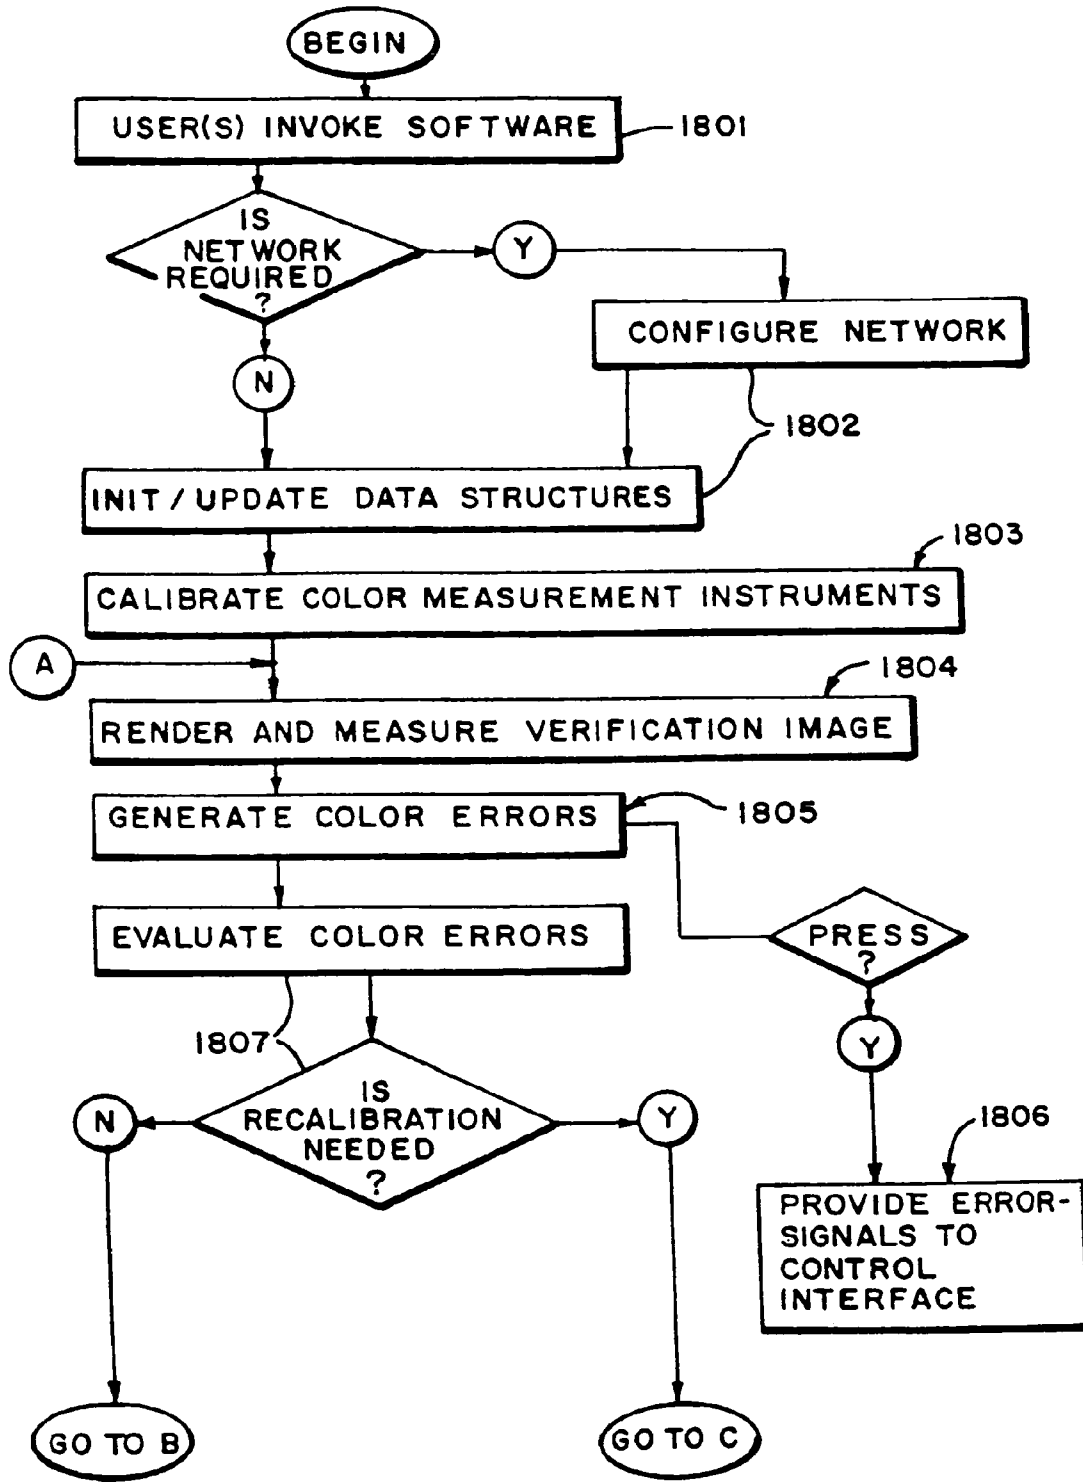 BEGIN
USER(S) INVOKE SOFTWARE
1801
IS
NETWORK
REQUIRED
?
Y
CONFIGURE NETWORK
N
1802
INIT / UPDATE DATA STRUCTURES
1803
CALIBRATE COLOR MEASUREMENT INSTRUMENTS
A
1804
RENDER AND MEASURE VERIFICATION IMAGE
GENERATE COLOR ERRORS
1805
EVALUATE COLOR ERRORS
PRESS
?
1807
Y
IS
RECALIBRATION
NEEDED
?
N
Y
1806
PROVIDE ERROR-
SIGNALS TO
CONTROL
INTERFACE
GO TO B
GO TO C